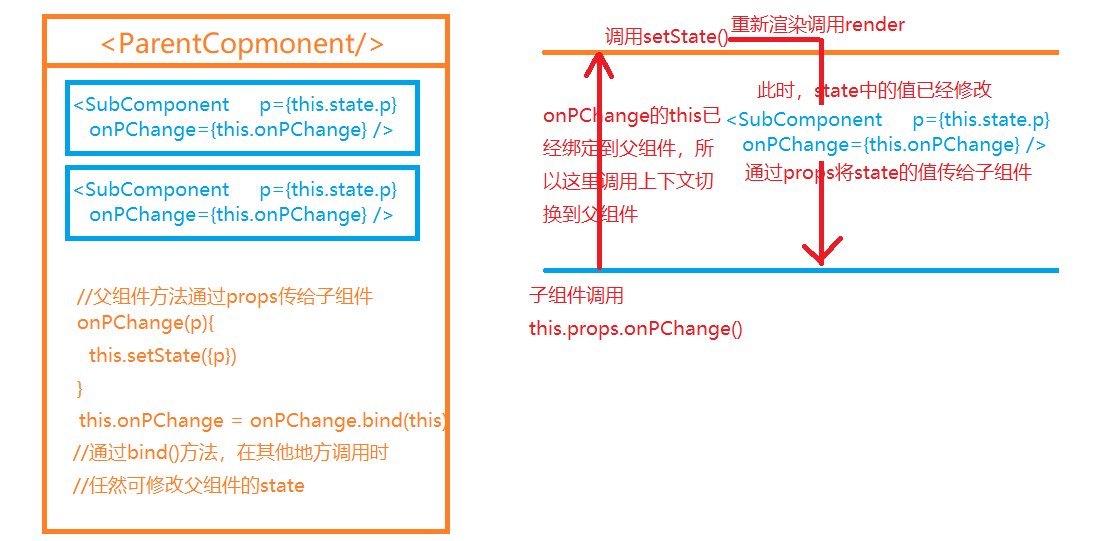 <ParentCopmonent/>
<SubComponent p={this.state.p}
onPChange={this.onPChange} />
<SubComponent p={this.state.p}
onPChange={this.onPChange} />
//父组件方法通过props传给子组件
onPChange(p){
this.setState({p})
}
this.onPChange = onPChange.bind(this)
//通过bind()方法，在其他地方调用时
//任然可修改父组件的state
调用setState()
重新渲染调用render
onPChange的this已
经绑定到父组件，所
以这里调用上下文切
换到父组件
此时，state中的值已经修改
<SubComponent p={this.state.p}
onPChange={this.onPChange} />
通过props将state的值传给子组件
子组件调用
this.props.onPChange()